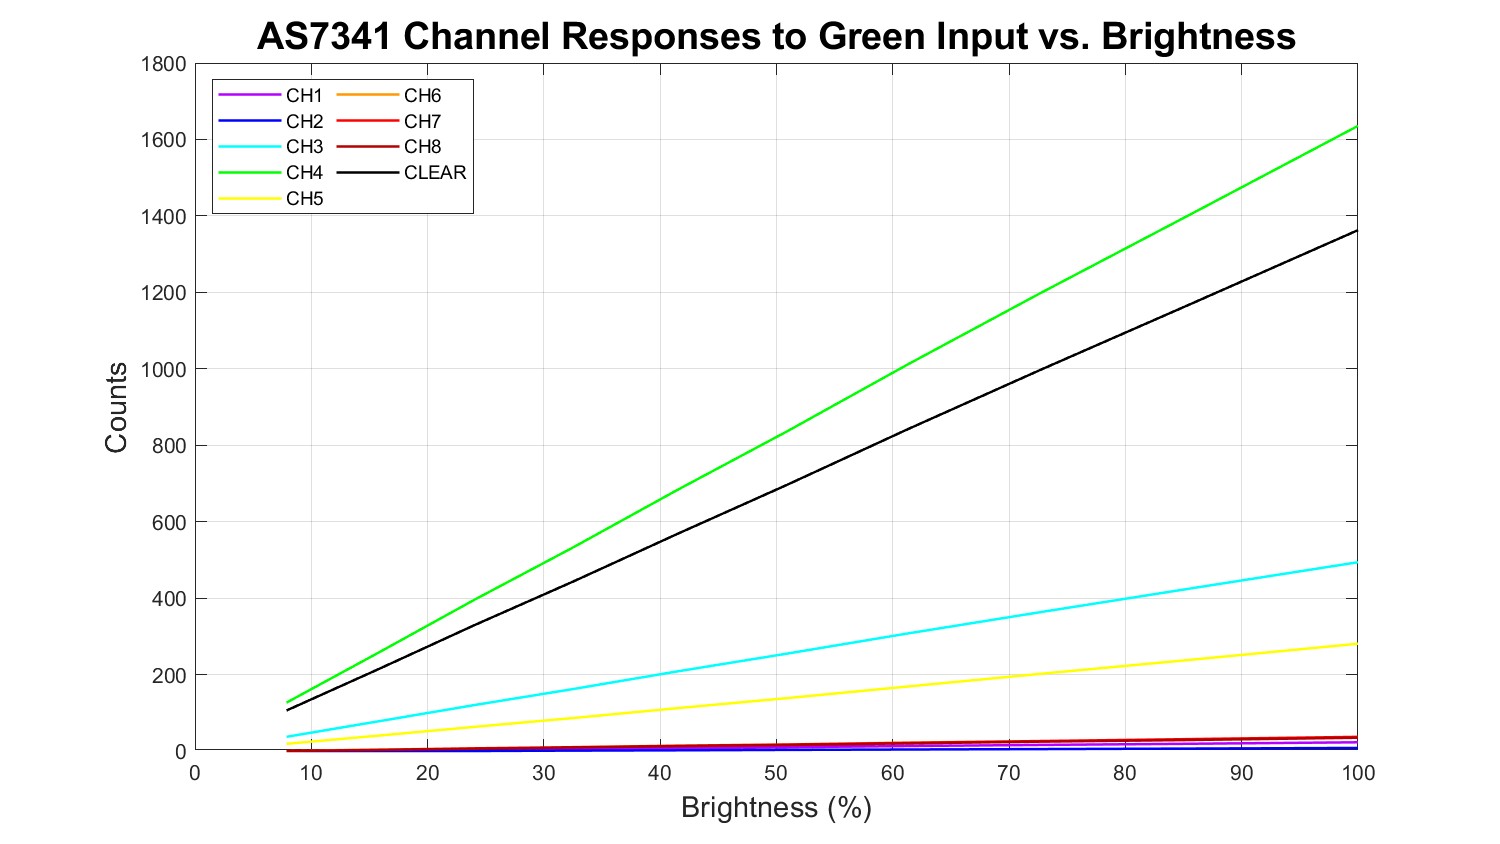 AS7341 Channel Responses to Green Input vs. Brightness
1800
1600
1400
1200
1000
800
600
400
200
0
Counts
CH1 CH6
CH2 CH7
CH3 CH8
CH4 CLEAR
CH5
0 10 20 30 40 50 60 70 80 90 100
Brightness (%)